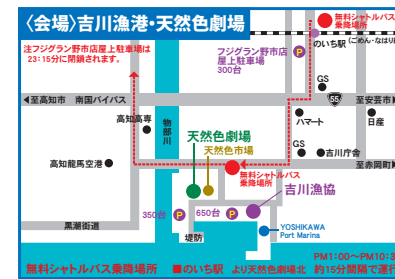 〈会場〉吉川漁港・天然色劇場
注フジグラン野市店屋上駐車場は
23:15分に閉鎖されます。
フジグラン野市店
屋上駐車場
300台
P
無料シャトルバス
乗降場所
のいち駅
(ごめん・なはり
GS
◀至高知市 南国バイパス
55
至安芸市▶
高知高専
物部川
ハマート
日産
天然色劇場
天然色市場
GS
吉川庁舎
高知龍馬空港
無料シャトルバス
乗降場所
至赤岡町▶
吉川漁協
350台
P
650台
P
黒潮街道
堤防
YOSHIKAWA
Port Marina
PM1:00〜PM10:3
無料シャトルバス乗降場所 ■のいち駅 より天然色劇場北 約15分間隔で運行